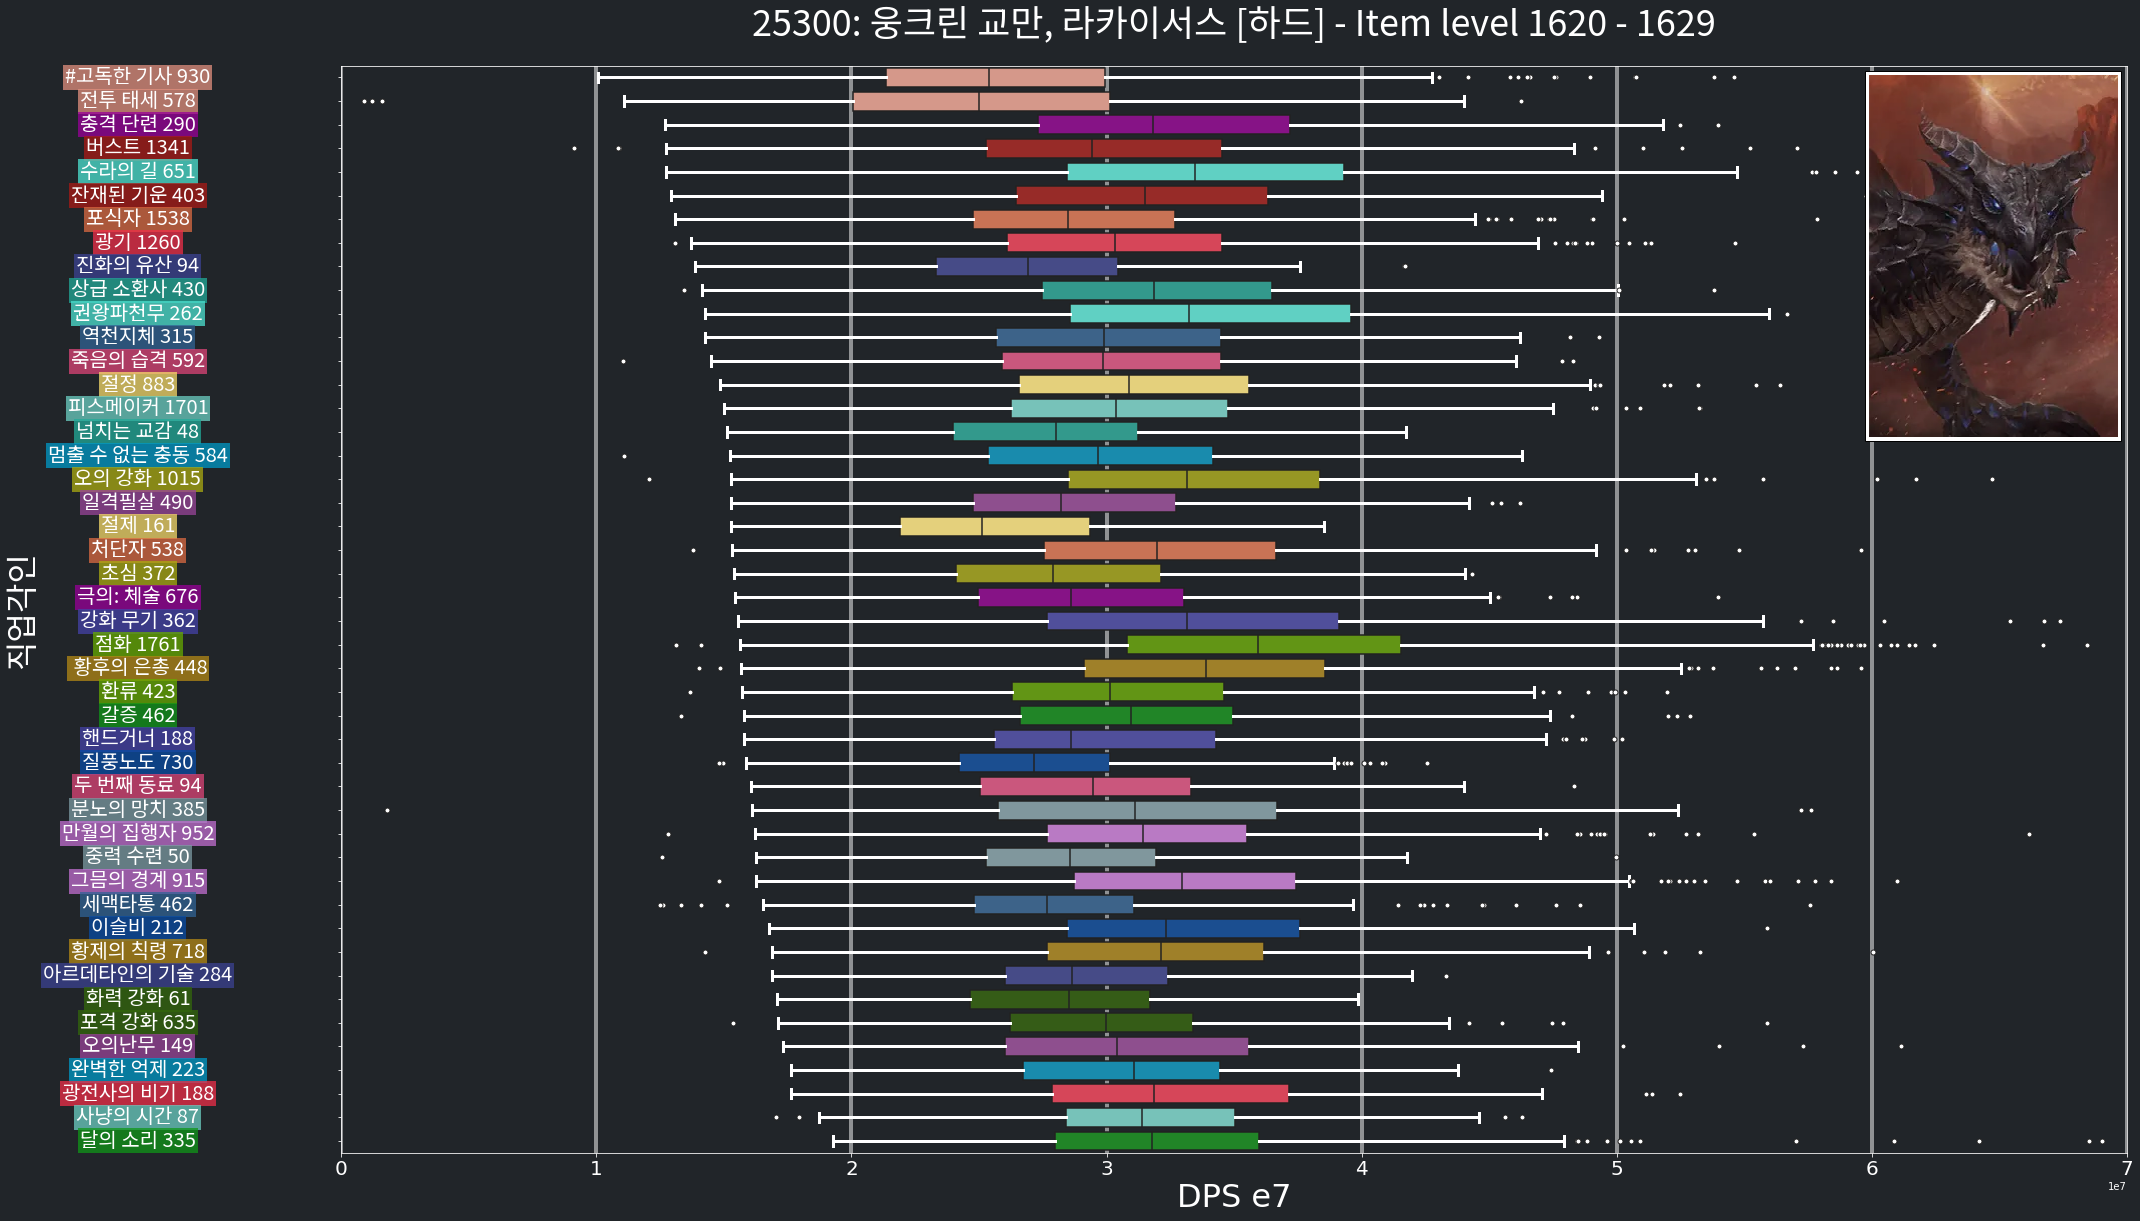 25300: 웅크린 교만, 라카이서스 [하드] - Item level 1620 - 1629
직업각인
#고독한 기사 930
전투 태세 578
충격 단련 290
버스트 1341
수라의 길 651
잔재된 기운 403
포식자 1538
광기 1260
진화의 유산 94
상급 소환사 430
권왕파천무 262
역천지체 315
죽음의 습격 592
절정 883
피스메이커 1701
넘치는 교감 48
멈출 수 없는 충동 584
오의 강화 1015
일격필살 490
절제 161
처단자 538
초심 372
극의: 체술 676
강화 무기 362
점화 1761
황후의 은총 448
환류 423
갈증 462
핸드거너 188
질풍노도 730
두 번째 동료 94
분노의 망치 385
만월의 집행자 952
중력 수련 50
그믐의 경계 915
세맥타통 462
이슬비 212
황제의 칙령 718
아르데타인의 기술 284
화력 강화 61
포격 강화 635
오의난무 149
완벽한 억제 223
광전사의 비기 188
사냥의 시간 87
달의 소리 335
0 1 2 3 4 5 6 7
DPS e7
1e7